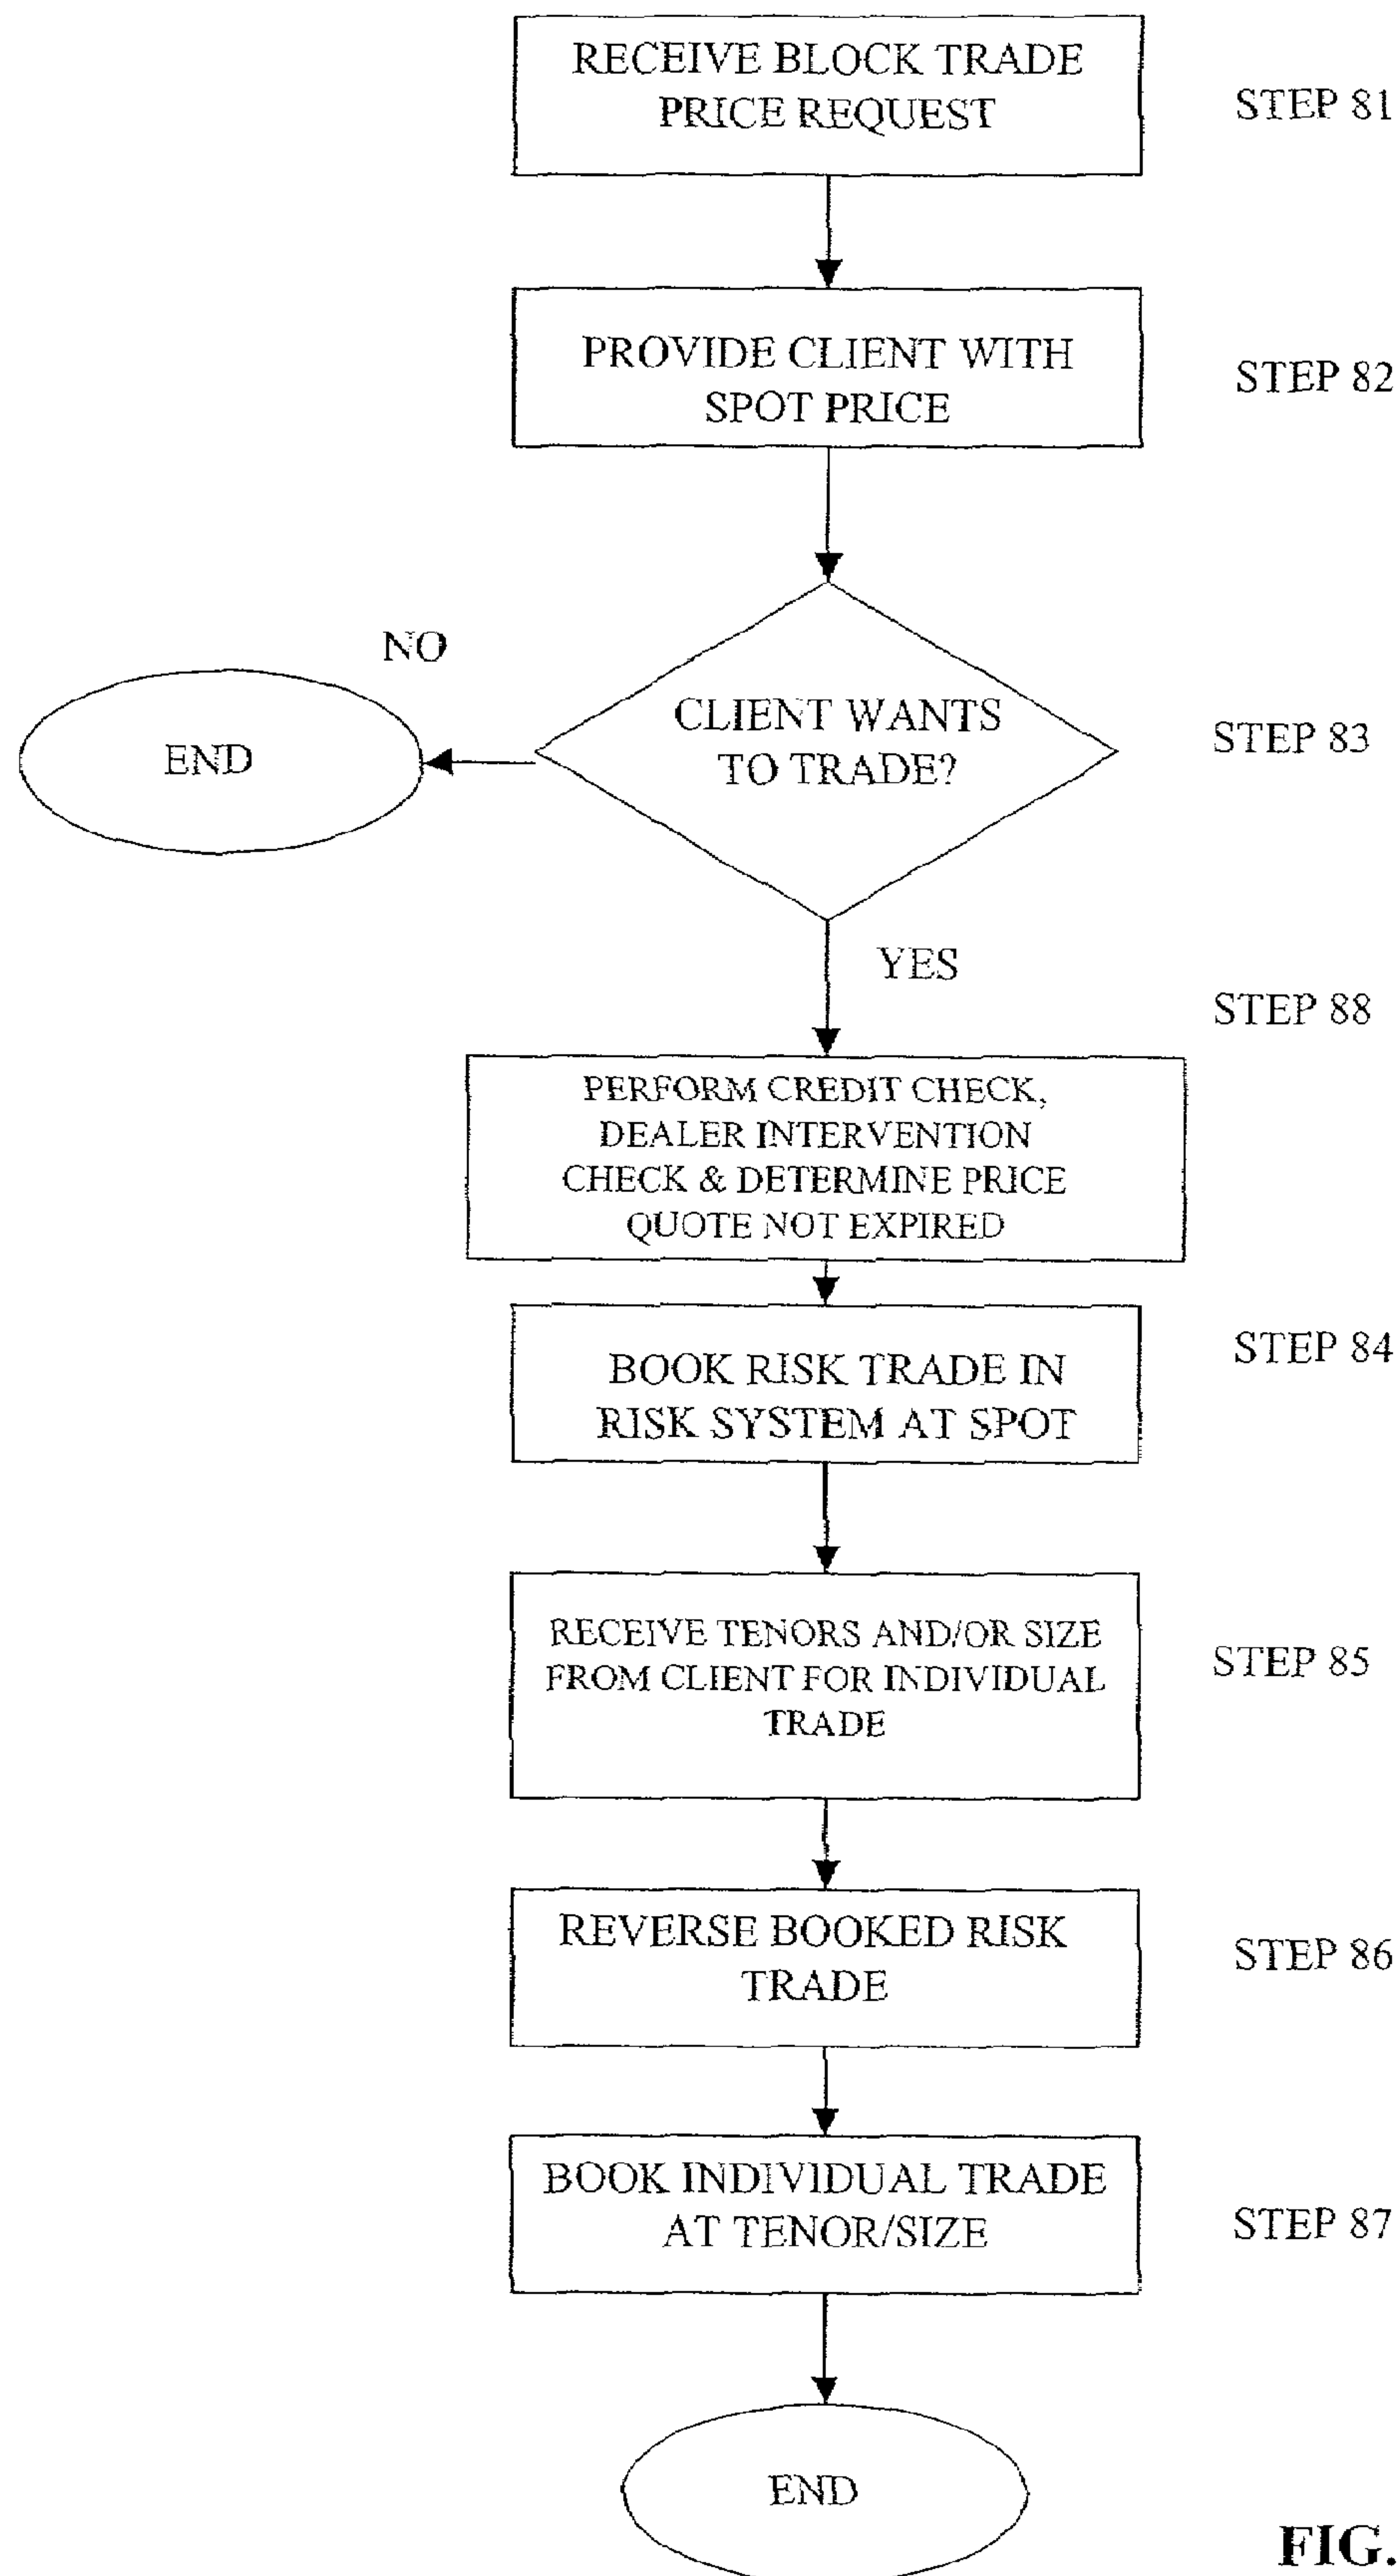 RECEIVE BLOCK TRADE
PRICE REQUEST
STEP 81
PROVIDE CLIENT WITH
SPOT PRICE
STEP 82
NO
CLIENT WANTS
TO TRADE?
STEP 83
END
YES
STEP 88
PERFORM CREDIT CHECK,
DEALER INTERVENTION
CHECK & DETERMINE PRICE
QUOTE NOT EXPIRED
BOOK RISK TRADE IN
RISK SYSTEM AT SPOT
STEP 84
RECEIVE TENORS AND/OR SIZE
FROM CLIENT FOR INDIVIDUAL
TRADE
STEP 85
REVERSE BOOKED RISK
TRADE
STEP 86
BOOK INDIVIDUAL TRADE
AT TENOR/SIZE
STEP 87
END
FIG.